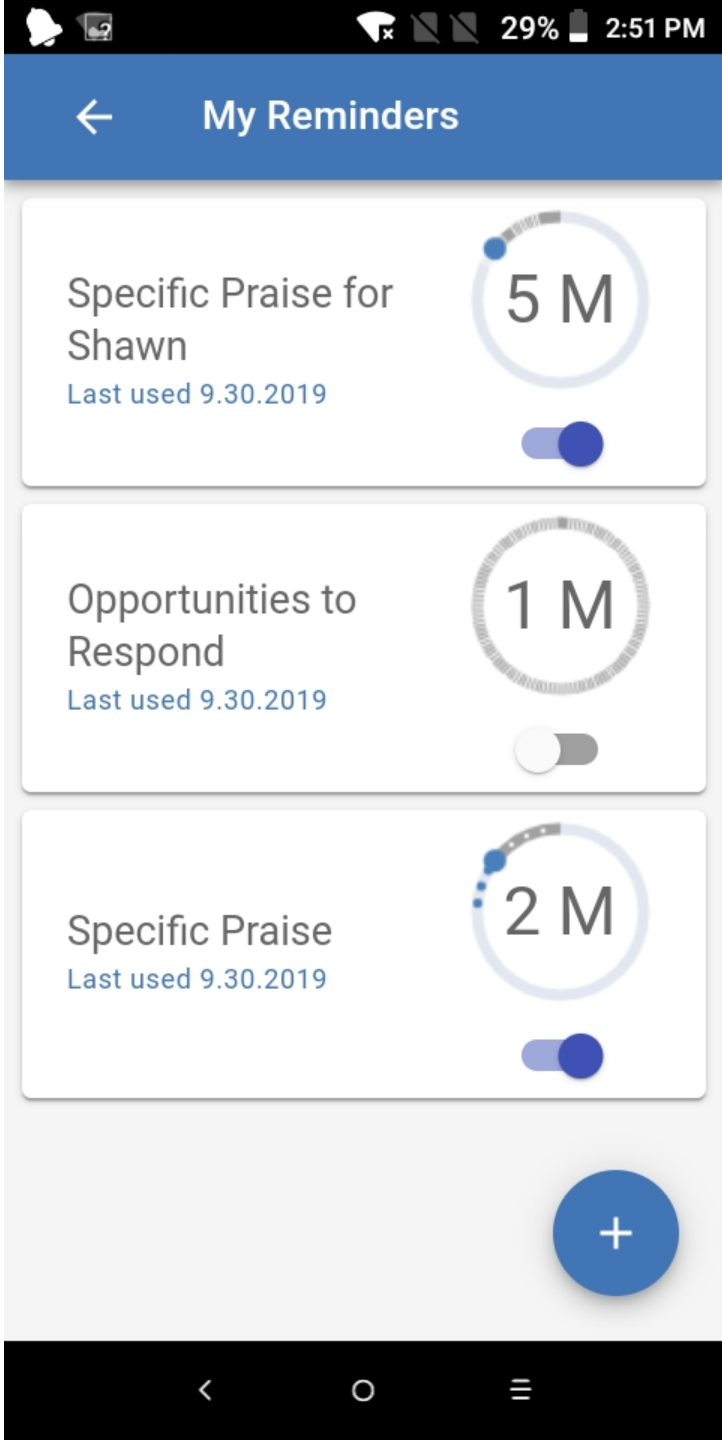 29% 2:51 PM
My Reminders
Specific Praise for
Shawn
Last used 9.30.2019
5 M
Opportunities to
Respond
Last used 9.30.2019
1 M
Specific Praise
Last used 9.30.2019
2 M